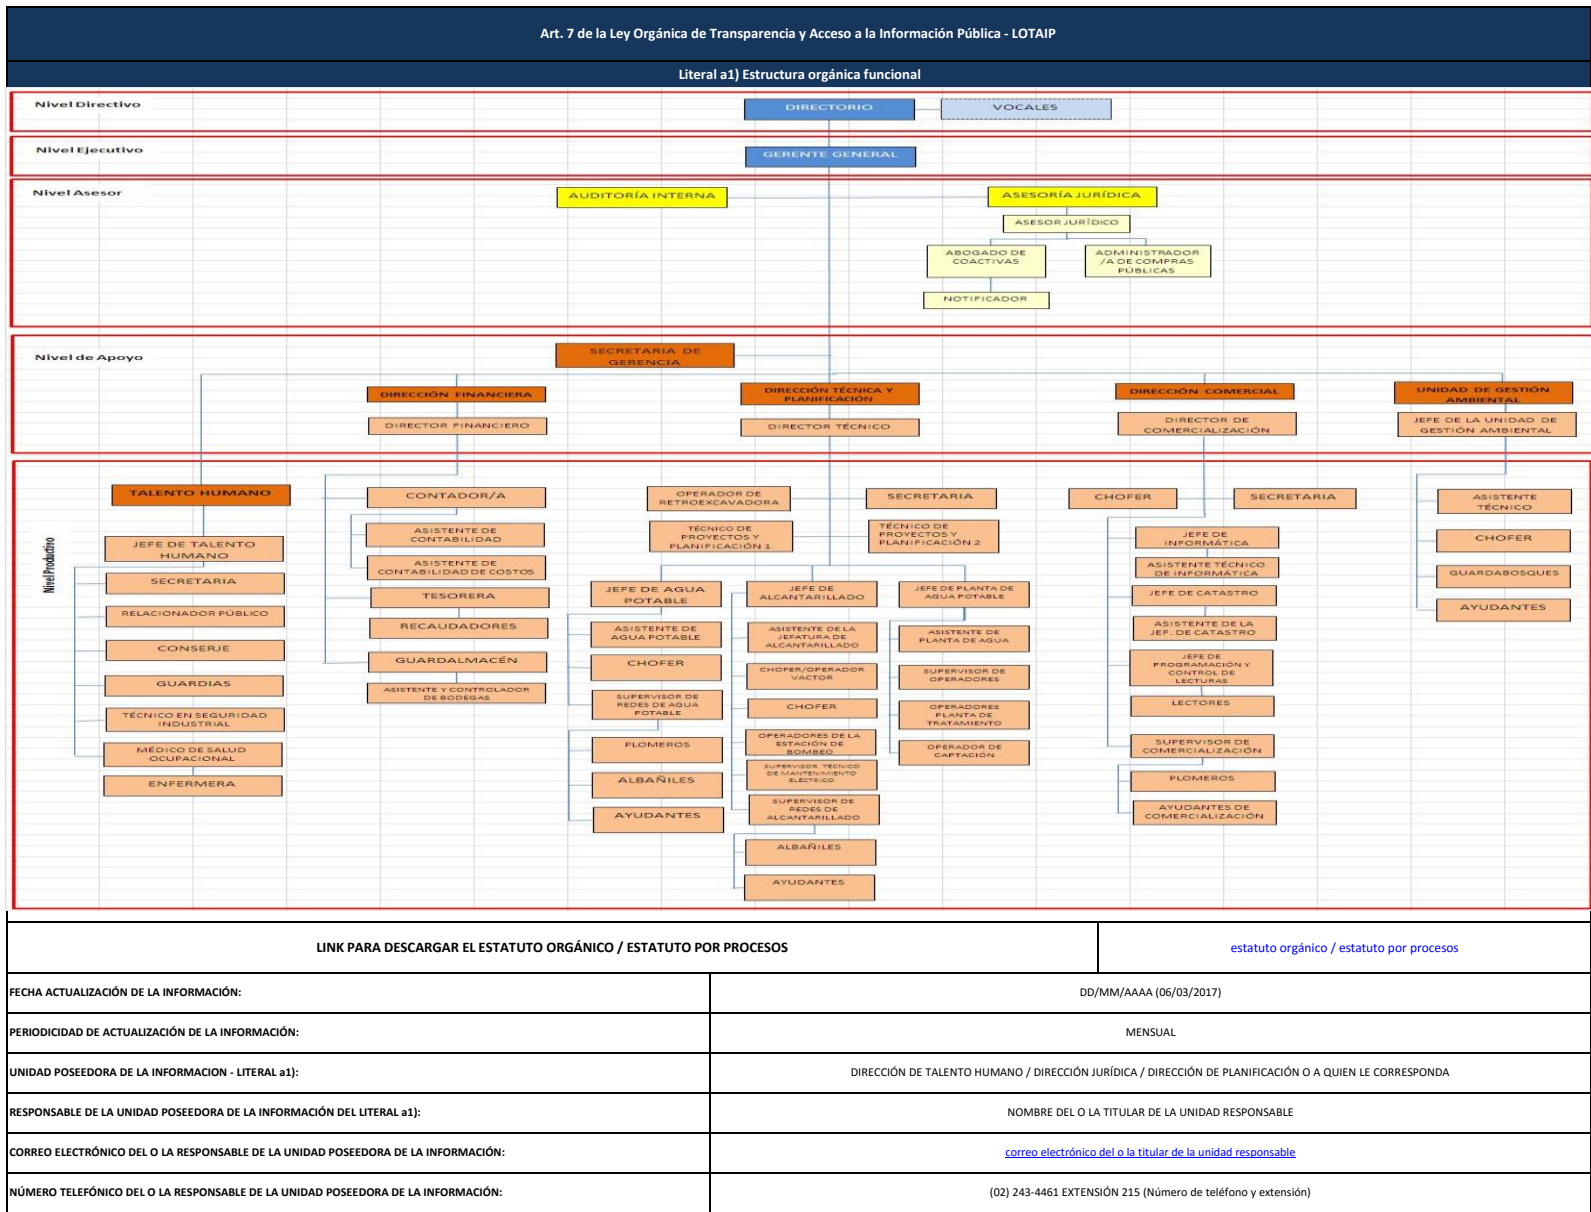 Art. 7 de la Ley Orgánica de Transparencia y Acceso a la Información Pública - LOTAIP
Literal a1) Estructura orgánica funcional
Nivel Directivo
DIRECTORIO
VOCALES
Nivel Ejecutivo
GERENTE GENERAL
Nivel Asesor
AUDITORÍA INTERNA
ASESORÍA JURÍDICA
ASESOR JURÍDICO
ABOGADO DE
COACTIVAS
ADMINISTRADOR
/A DE COMPRAS
PÚBLICAS
NOTIFICADOR
Nivel de Apoyo
SECRETARIA DE
GERENCIA
DIRECCIÓN FINANCIERA
DIRECTOR FINANCIERO
DIRECCIÓN TÉCNICA Y
PLANIFICACIÓN
DIRECTOR TÉCNICO
DIRECCIÓN COMERCIAL
DIRECTOR DE
COMERCIALIZACIÓN
UNIDAD DE GESTIÓN
AMBIENTAL
JEFE DE LA UNIDAD DE
GESTIÓN AMBIENTAL
Nivel Productivo
TALENTO HUMANO
JEFE DE TALENTO
HUMANO
SECRETARIA
RELACIONADOR PÚBLICO
CONSERJE
GUARDIAS
TÉCNICO EN SEGURIDAD
INDUSTRIAL
MÉDICO DE SALUD
OCUPACIONAL
ENFERMERA
CONTADOR/A
ASISTENTE DE
CONTABILIDAD
ASISTENTE DE
CONTABILIDAD DE COSTOS
TESORERA
RECAUDADORES
GUARDALMACÉN
ASISTENTE Y CONTROLADOR
DE BODEGAS
OPERADOR DE
RETROEXCAVADORA
SECRETARIA
TÉCNICO DE
PROYECTOS Y
PLANIFICACIÓN 1
TÉCNICO DE
PROYECTOS Y
PLANIFICACIÓN 2
JEFE DE AGUA
POTABLE
ASISTENTE DE
AGUA POTABLE
CHOFER
SUPERVISOR DE
REDES DE AGUA
POTABLE
PLOMEROS
ALBAÑILES
AYUDANTES
JEFE DE
ALCANTARILLADO
ASISTENTE DE LA
JEFATURA DE
ALCANTARILLADO
CHOFER/OPERADOR
VACTOR
CHOFER
OPERADORES DE LA
ESTACIÓN DE
BOMBEO
SUPERVISOR TÉCNICO
DE MANTENIMIENTO
ELÉCTRICO
SUPERVISOR DE
REDES DE
ALCANTARILLADO
ALBAÑILES
AYUDANTES
JEFE DE PLANTA DE
AGUA POTABLE
ASISTENTE DE
PLANTA DE AGUA
SUPERVISOR DE
OPERADORES
OPERADORES
PLANTA DE
TRATAMIENTO
OPERADOR DE
CAPTACIÓN
CHOFER
SECRETARIA
JEFE DE
INFORMÁTICA
ASISTENTE TÉCNICO
DE INFORMÁTICA
JEFE DE CATASTRO
ASISTENTE DE LA
JEF. DE CATASTRO
JEFE DE
PROGRAMACIÓN Y
CONTROL DE
LECTURAS
LECTORES
SUPERVISOR DE
COMERCIALIZACIÓN
PLOMEROS
AYUDANTES DE
COMERCIALIZACIÓN
ASISTENTE
TÉCNICO
CHOFER
GUARDABOSQUES
AYUDANTES
LINK PARA DESCARGAR EL ESTATUTO ORGÁNICO / ESTATUTO POR PROCESOS
estatuto orgánico / estatuto por procesos
FECHA ACTUALIZACIÓN DE LA INFORMACIÓN:
DD/MM/AAAA (06/03/2017)
PERIODICIDAD DE ACTUALIZACIÓN DE LA INFORMACIÓN:
MENSUAL
UNIDAD POSEEDORA DE LA INFORMACION - LITERAL a1):
DIRECCIÓN DE TALENTO HUMANO / DIRECCIÓN JURÍDICA / DIRECCIÓN DE PLANIFICACIÓN O A QUIEN LE CORRESPONDA
RESPONSABLE DE LA UNIDAD POSEEDORA DE LA INFORMACIÓN DEL LITERAL a1):
NOMBRE DEL O LA TITULAR DE LA UNIDAD RESPONSABLE
CORREO ELECTRÓNICO DEL O LA RESPONSABLE DE LA UNIDAD POSEEDORA DE LA INFORMACIÓN:
correo electrónico del o la titular de la unidad responsable
NÚMERO TELEFÓNICO DEL O LA RESPONSABLE DE LA UNIDAD POSEEDORA DE LA INFORMACIÓN:
(02) 243-4461 EXTENSIÓN 215 (Número de teléfono y extensión)